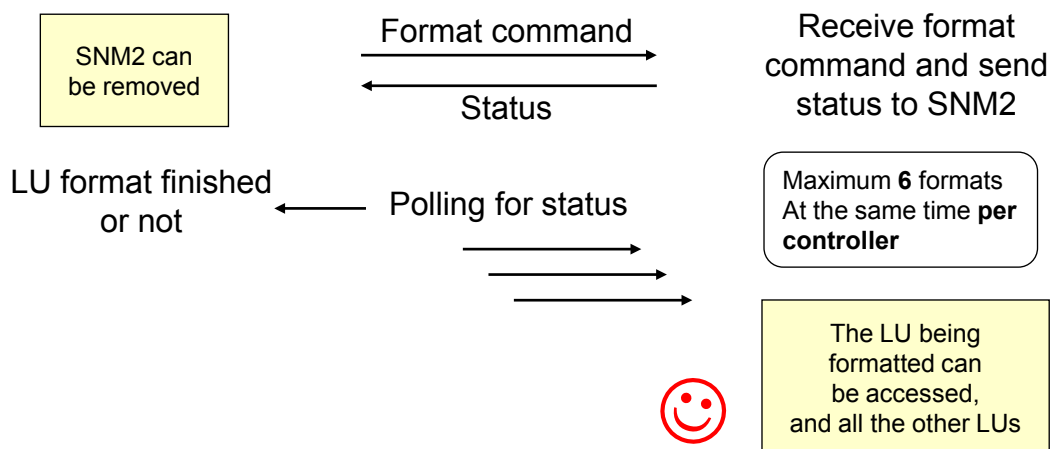 SNM2 can
be removed
Format command
Status
Receive format
command and send
status to SNM2
LU format finished
or not
Polling for status
Maximum 6 formats
At the same time per
controller
The LU being
formatted can
be accessed,
and all the other LUs